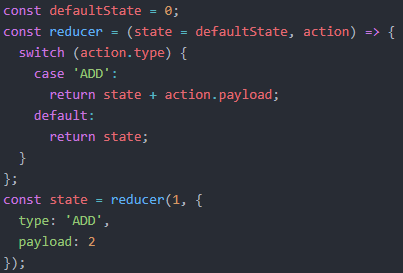 const defaultState = 0;
const reducer = (state = defaultState, action) => {
  switch (action.type) {
    case 'ADD':
      return state + action.payload;
    default:
      return state;
  }
};
const state = reducer(1, {
  type: 'ADD',
  payload: 2
});